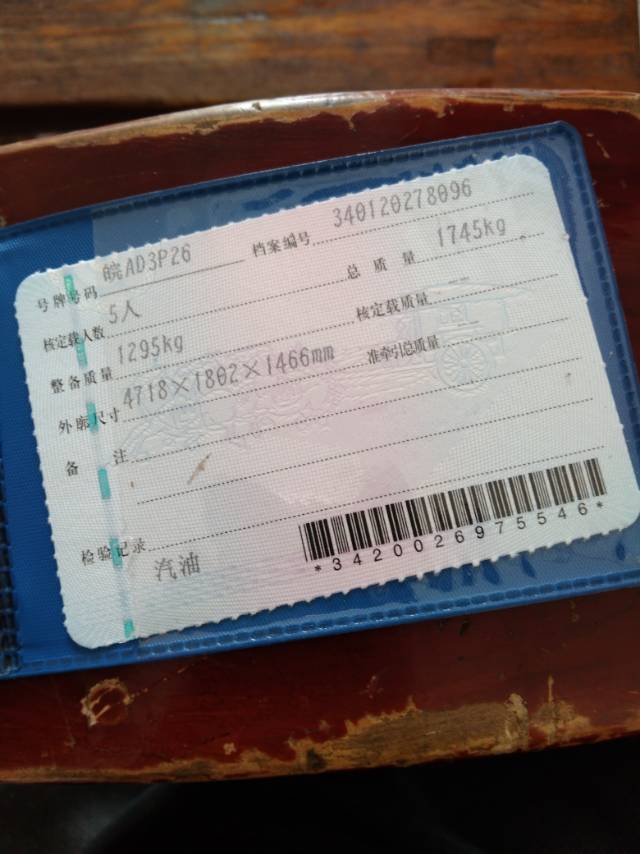 号牌号码 皖AD3P26 档案编号 340120278096
核定载人数 5人 总质量 1745kg
整备质量 1295kg 核定载质量
外廓尺寸 4718×1802×1466mm 准牵引总质量
备注
检验记录 汽油
*3420026975546*